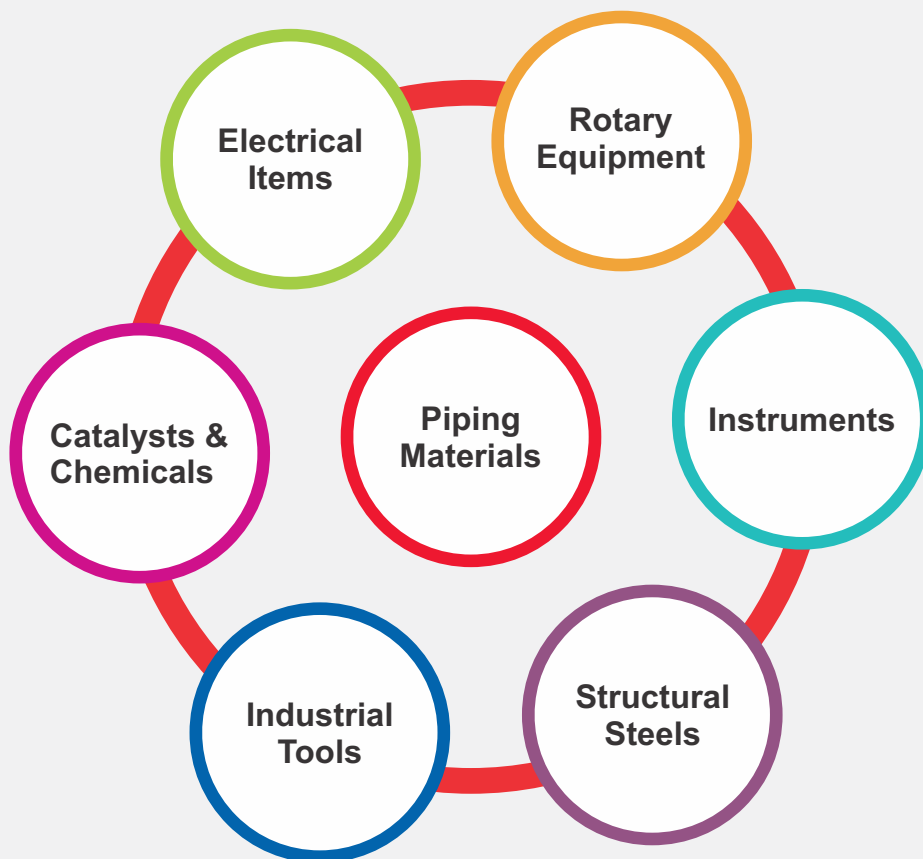 Electrical
Items
Rotary
Equipment
Catalysts &
Chemicals
Piping
Materials
Instruments
Industrial
Tools
Structural
Steels